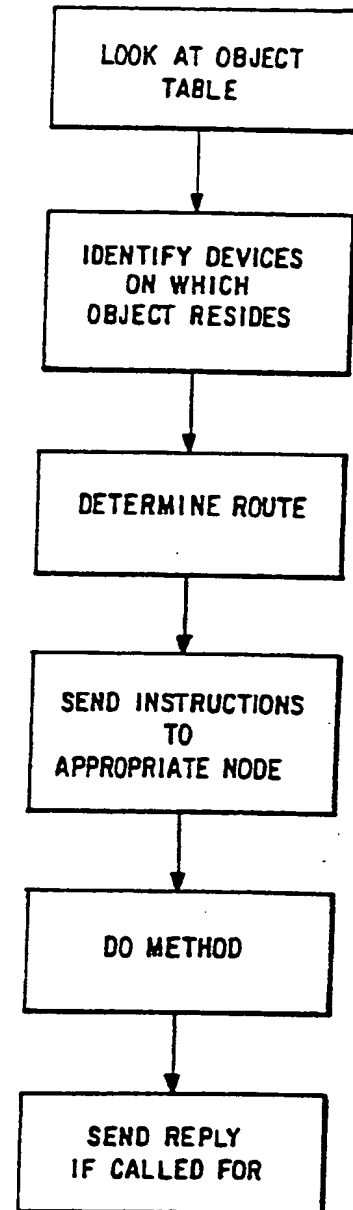 LOOK AT OBJECT
TABLE
IDENTIFY DEVICES
ON WHICH
OBJECT RESIDES
DETERMINE ROUTE
SEND INSTRUCTIONS
TO
APPROPRIATE NODE
DO METHOD
SEND REPLY
IF CALLED FOR